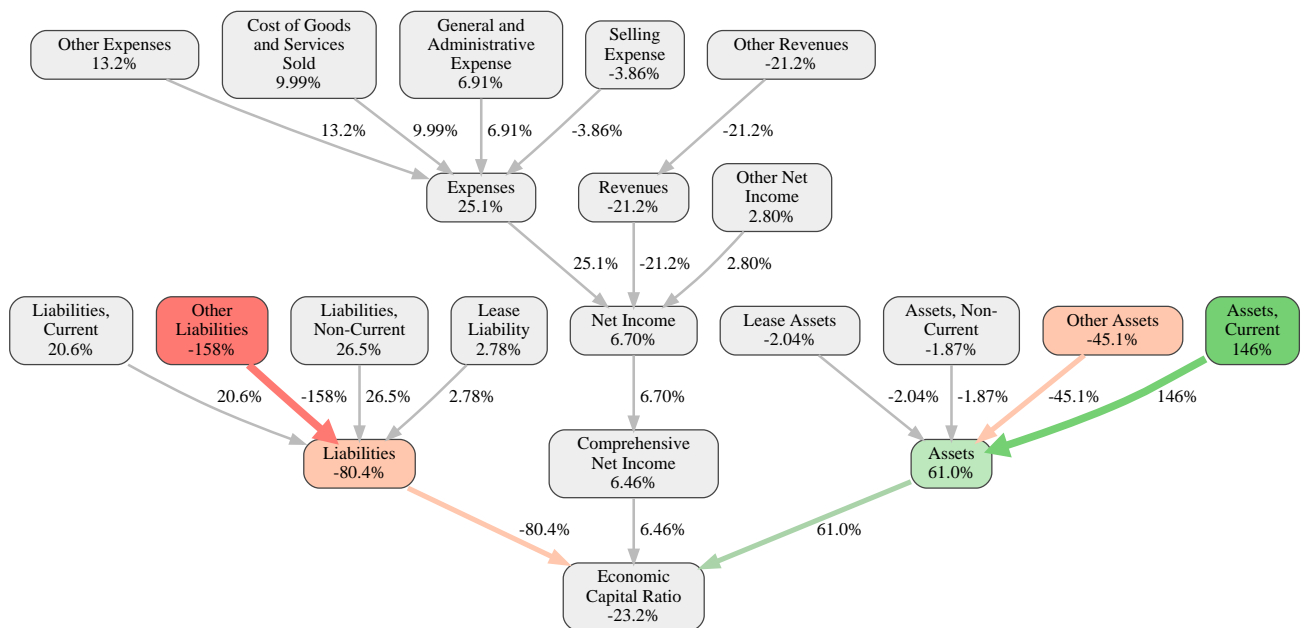 Other Expenses
13.2%
Cost of Goods
and Services
Sold
9.99%
General and
Administrative
Expense
6.91%
Selling
Expense
-3.86%
Other Revenues
-21.2%
13.2%
9.99%
6.91%
-3.86%
-21.2%
Expenses
25.1%
Revenues
-21.2%
Other Net
Income
2.80%
25.1%
-21.2%
2.80%
Liabilities,
Current
20.6%
Other
Liabilities
-158%
Liabilities,
Non-Current
26.5%
Lease
Liability
2.78%
Net Income
6.70%
Lease Assets
-2.04%
Assets, Non-
Current
-1.87%
Other Assets
-45.1%
Assets,
Current
146%
20.6%
-158%
26.5%
2.78%
6.70%
-2.04%
-1.87%
-45.1%
146%
Liabilities
-80.4%
Comprehensive
Net Income
6.46%
Assets
61.0%
-80.4%
6.46%
61.0%
Economic
Capital Ratio
-23.2%